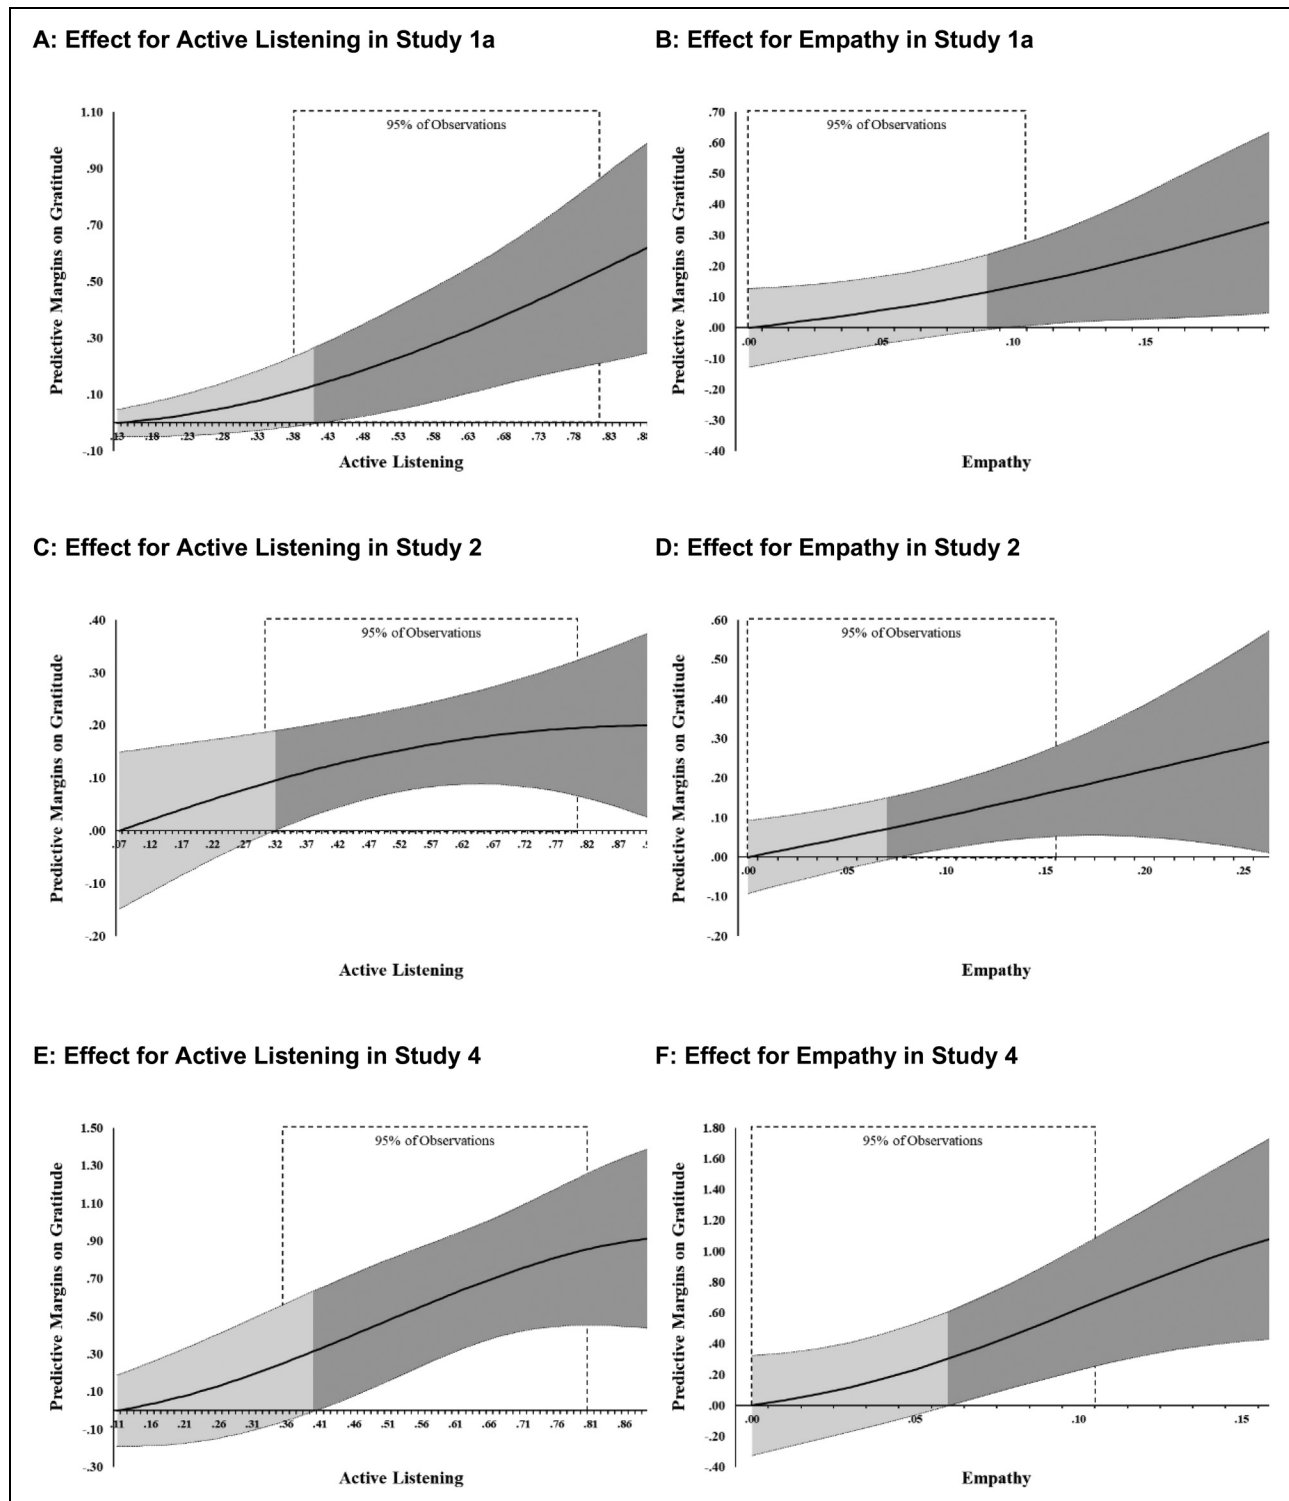 A: Effect for Active Listening in Study 1a
1.10
.90
.70
.50
.30
.10
-.10
Predictive Margins on Gratitude
95% of Observations
.13 .18 .23 .28 .33 .38 .43 .48 .53 .58 .63 .68 .73 .78 .83
Active Listening
B: Effect for Empathy in Study 1a
.70
.60
.50
.40
.30
.20
.10
.00
-.10
-.20
-.30
-.40
Predictive Margins on Gratitude
95% of Observations
.00 .05 .10 .15
Empathy
C: Effect for Active Listening in Study 2
.40
.30
.20
.10
.00
-.10
-.20
Predictive Margins on Gratitude
95% of Observations
.07 .12 .17 .22 .27 .32 .37 .42 .47 .52 .57 .62 .67 .72 .77 .82 .87
Active Listening
D: Effect for Empathy in Study 2
.60
.50
.40
.30
.20
.10
.00
-.10
-.20
Predictive Margins on Gratitude
95% of Observations
.00 .05 .10 .15 .20 .25
Empathy
E: Effect for Active Listening in Study 4
1.50
1.30
1.10
.90
.70
.50
.30
.10
-.10
-.30
Predictive Margins on Gratitude
95% of Observations
.11 .16 .21 .26 .31 .36 .41 .46 .51 .56 .61 .66 .71 .76 .81 .86
Active Listening
F: Effect for Empathy in Study 4
1.80
1.60
1.40
1.20
1.00
.80
.60
.40
.20
.00
-.20
-.40
Predictive Margins on Gratitude
95% of Observations
.00 .05 .10 .15
Empathy